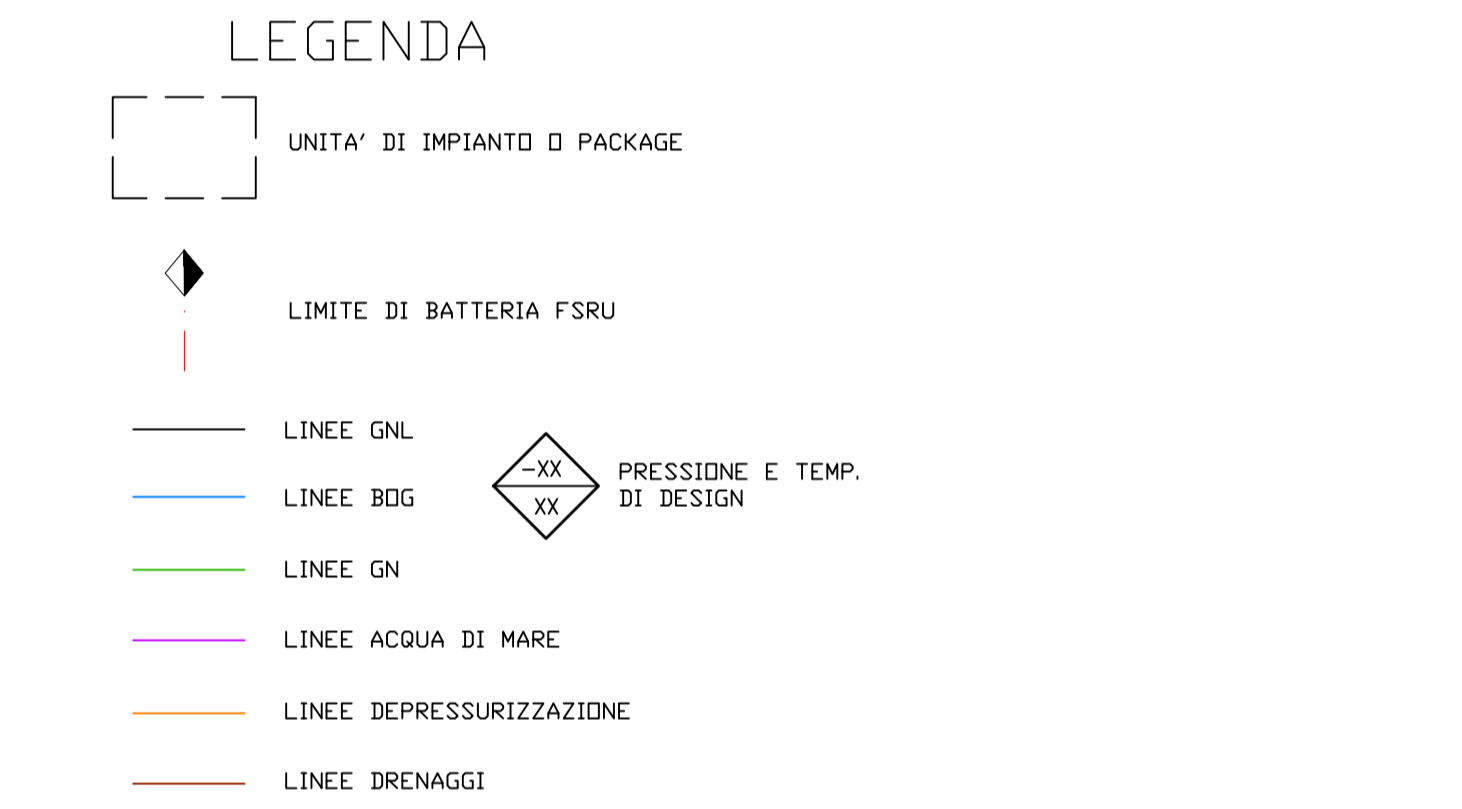 LEGENDA
UNITA' DI IMPIANTO O PACKAGE
LIMITE DI BATTERIA FSRU
LINEE GNL
LINEE BOG
-XX
XX
PRESSIONE E TEMP.
DI DESIGN
LINEE GN
LINEE ACQUA DI MARE
LINEE DEPRESSURIZZAZIONE
LINEE DRENAGGI